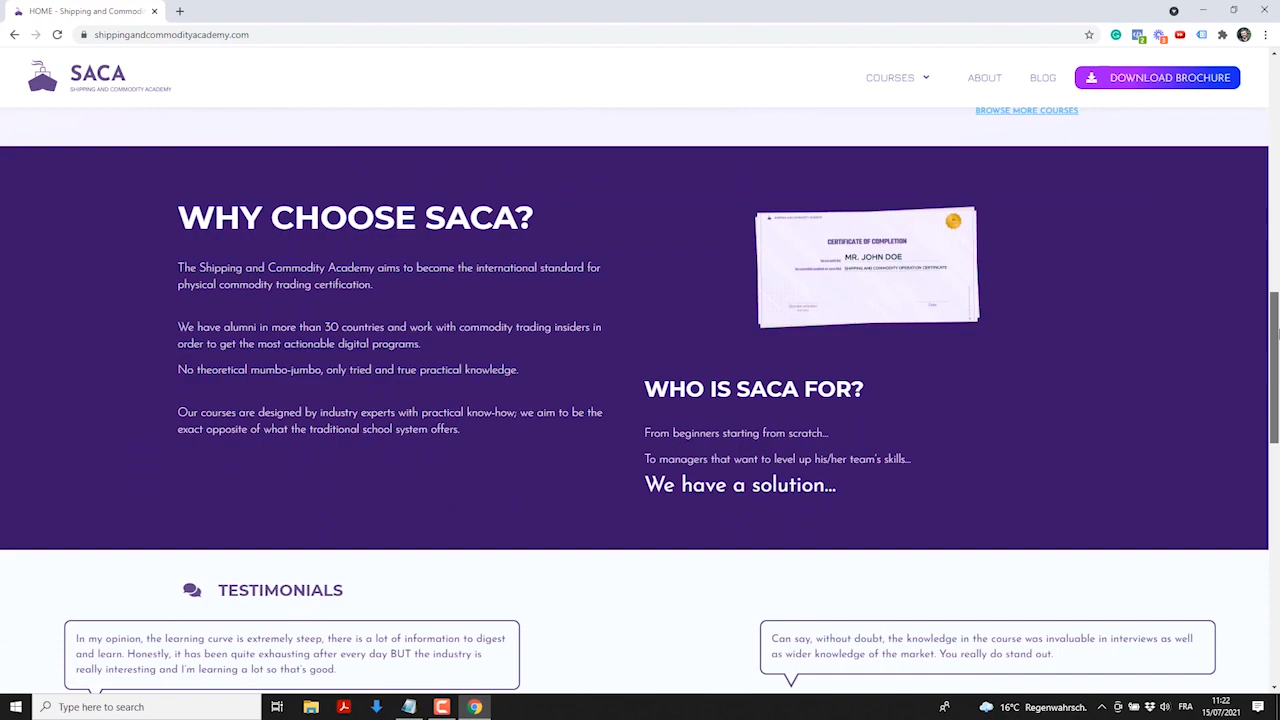 HOME - Shipping and Commod
shippingandcommodityacademy.com
2
3
SACA
SHIPPING AND COMMODITY ACADEMY
COURSES
ABOUT
BLOG
DOWNLOAD BROCHURE
BROWSE MORE COURSES
WHY CHOOSE SACA?
The Shipping and Commodity Academy aims to become the international standard for
physical commodity trading certification.
We have alumni in more than 30 countries and work with commodity trading insiders in
order to get the most actionable digital programs.
No theoretical mumbo-jumbo, only tried and true practical knowledge.
Our courses are designed by industry experts with practical know-how; we aim to be the
exact opposite of what the traditional school system offers.
CERTIFICATE OF COMPLETION
MR. JOHN DOE
SHIPPING AND COMMODITY OPERATION CERTIFICATE
Date
WHO IS SACA FOR?
From beginners starting from scratch...
To managers that want to level up his/her team's skills...
We have a solution...
TESTIMONIALS
In my opinion, the learning curve is extremely steep, there is a lot of information to digest
and learn. Honestly, it has been quite exhausting after every day BUT the industry is
really interesting and I'm learning a lot so that's good.
Can say, without doubt, the knowledge in the course was invaluable in interviews as well
as wider knowledge of the market. You really do stand out.
Type here to search
16°C Regenwahrsch.
FRA
11:22
15/07/2021